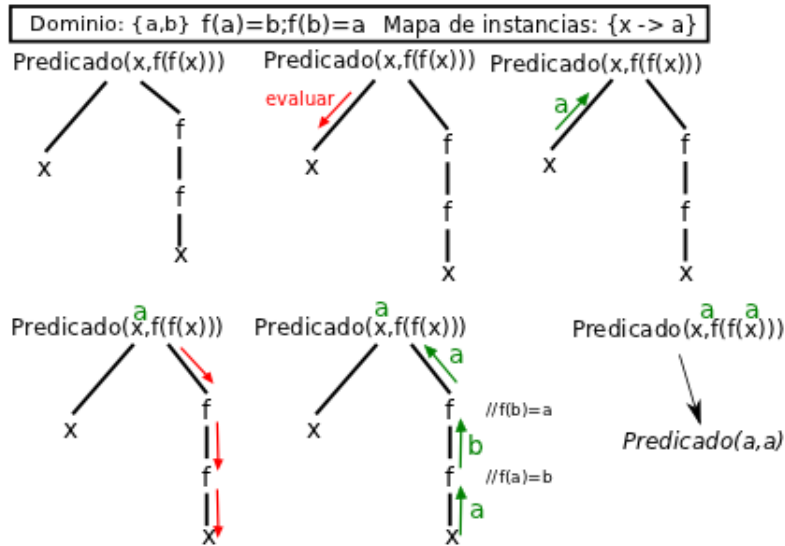 Dominio: {a,b} f(a)=b;f(b)=a Mapa de instancias: {x -> a}
Predicado(x,f(f(x))) Predicado(x,f(f(x))) Predicado(x,f(f(x)))
evaluar a
f f f
x x x
f f f
x x x
a a a a
Predicado(x,f(f(x))) Predicado(x,f(f(x))) Predicado(x,f(f(x)))
a
f f //f(b)=a
x x b Predicado(a,a)
f f //f(a)=b
a
x x